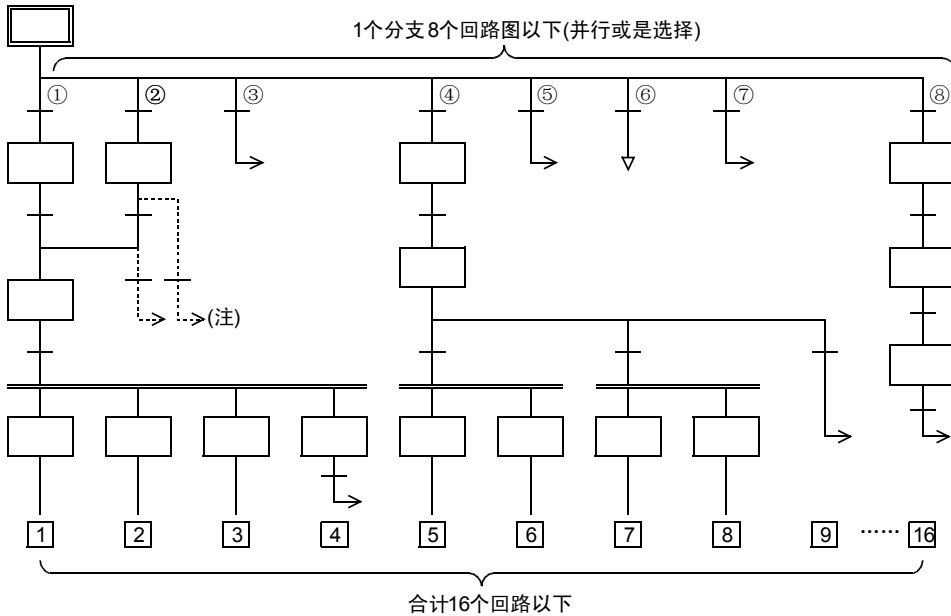 1个分支8个回路图以下(并行或是选择)
① ② ③ ④ ⑤ ⑥ ⑦ ⑧
(注)
1 2 3 4 5 6 7 8 9 …… 16
合计16个回路以下